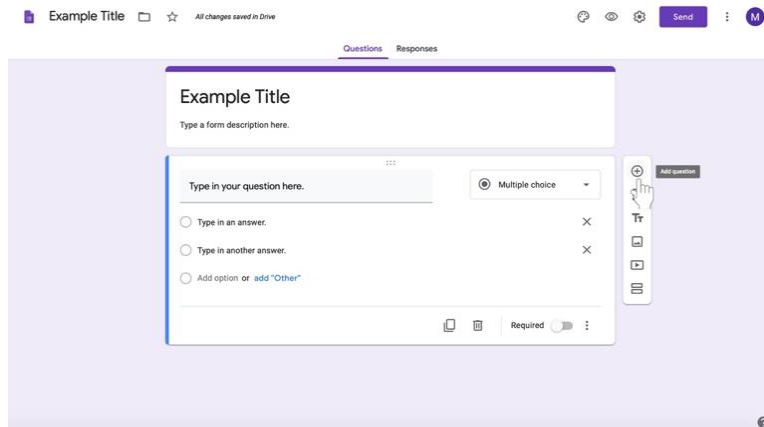 Example Title
All changes saved in Drive
Send
M
Questions
Responses
Example Title
Type a form description here.
Type in your question here.
Multiple choice
Add question
Type in an answer.
Tт
Type in another answer.
Add option or add "Other"
Required